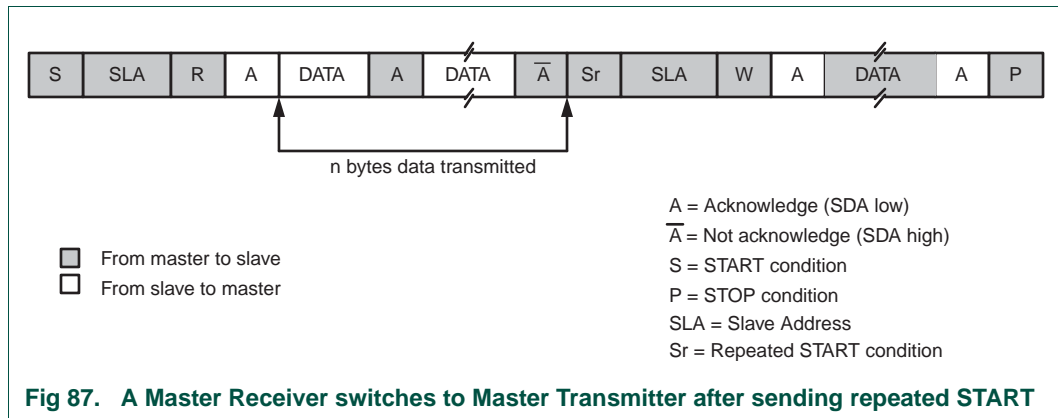 S SLA R A DATA A DATA A̅ Sr SLA W A DATA A P
n bytes data transmitted
From master to slave
From slave to master
A = Acknowledge (SDA low)
A̅ = Not acknowledge (SDA high)
S = START condition
P = STOP condition
SLA = Slave Address
Sr = Repeated START condition
Fig 87. A Master Receiver switches to Master Transmitter after sending repeated START